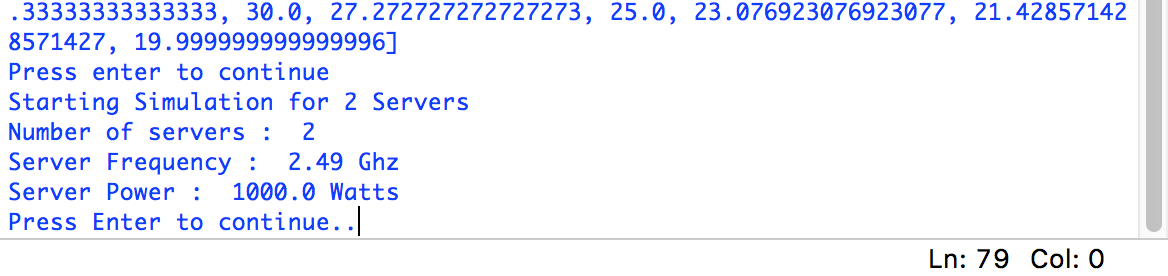 .33333333333333, 30.0, 27.272727272727273, 25.0, 23.076923076923077, 21.42857142
8571427, 19.999999999999996]
Press enter to continue
Starting Simulation for 2 Servers
Number of servers :  2
Server Frequency :  2.49 Ghz
Server Power :  1000.0 Watts
Press Enter to continue..
Ln: 79  Col: 0